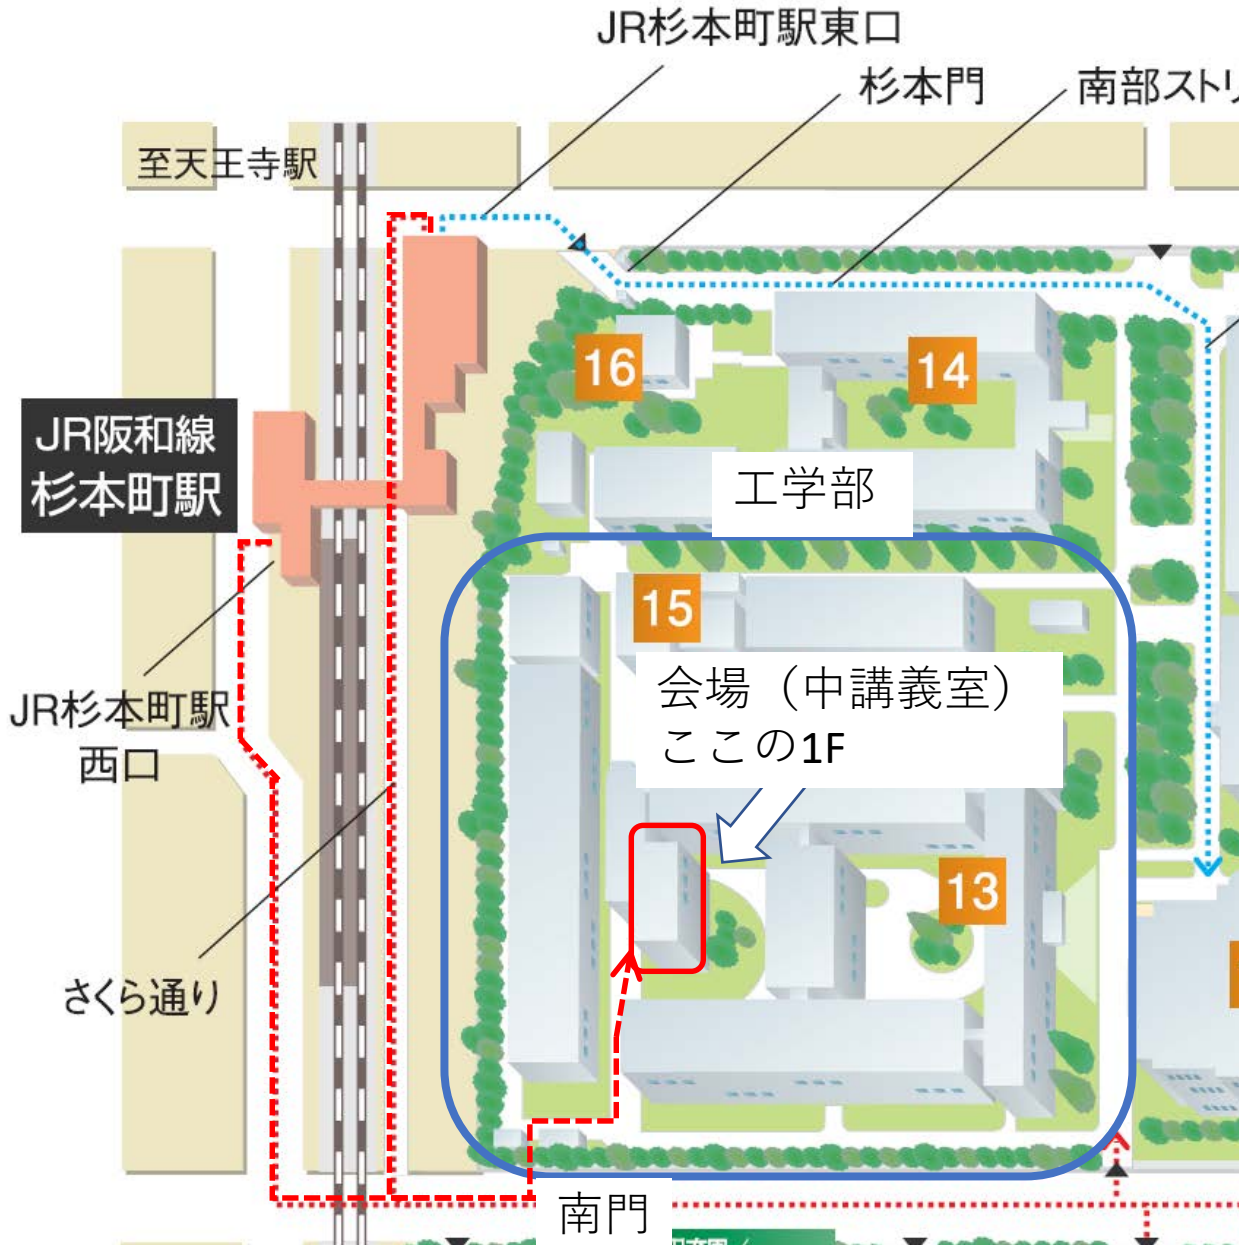 JR杉本町駅東口
杉本門
南部ストリ
至天王寺駅
16
14
JR阪和線
杉本町駅
工学部
15
会場（中講義室）
ここの1F
JR杉本町駅
西口
13
さくら通り
南門